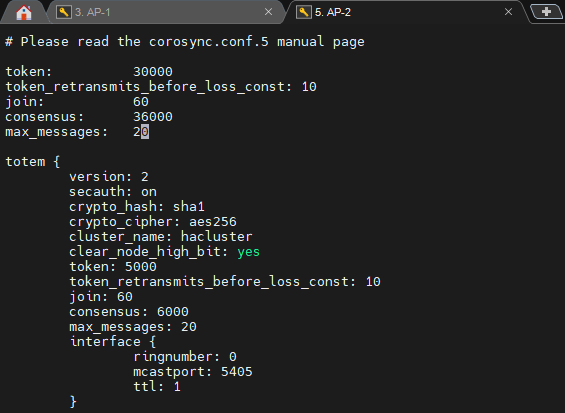 3. AP-1
5. AP-2
# Please read the corosync.conf.5 manual page
token: 30000
token_retransmits_before_loss_const: 10
join: 60
consensus: 36000
max_messages: 20
totem {
version: 2
secauth: on
crypto_hash: sha1
crypto_cipher: aes256
cluster_name: hacluster
clear_node_high_bit: yes
token: 5000
token_retransmits_before_loss_const: 10
join: 60
consensus: 6000
max_messages: 20
interface {
ringnumber: 0
mcastport: 5405
ttl: 1
}